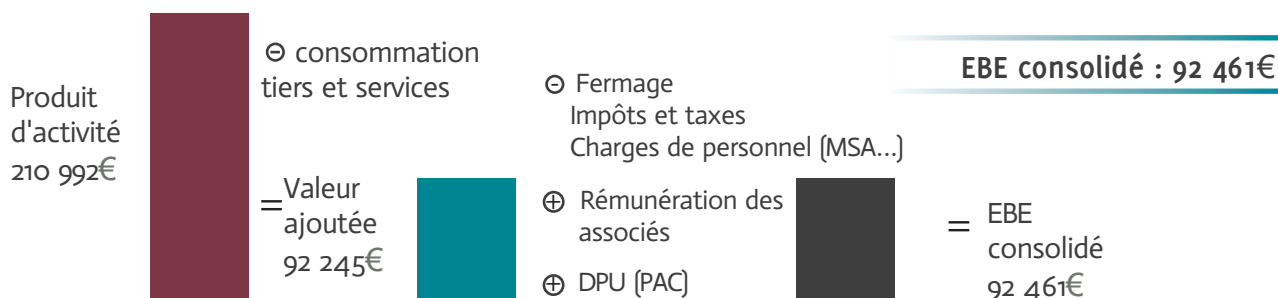 Produit
d'activité
210 992€
⊖ consommation
tiers et services
=Valeur
ajoutée
92 245€
⊖ Fermage
Impôts et taxes
Charges de personnel (MSA...)
⊕ Rémunération des
associés
⊕ DPU (PAC)
EBE consolidé : 92 461€
= EBE
consolidé
92 461€